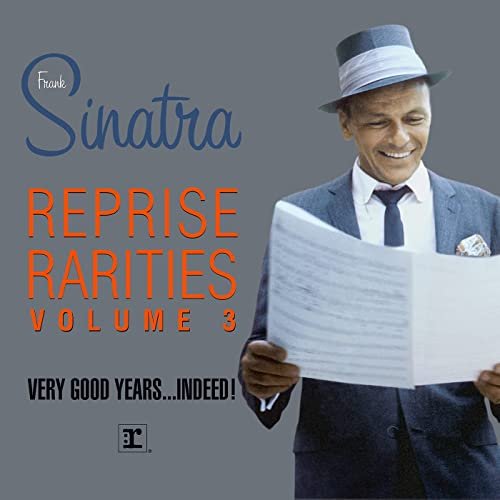 Frank
Sinatra
REPRISE
RARITIES
VOLUME 3
VERY GOOD YEARS...INDEED!
r
®